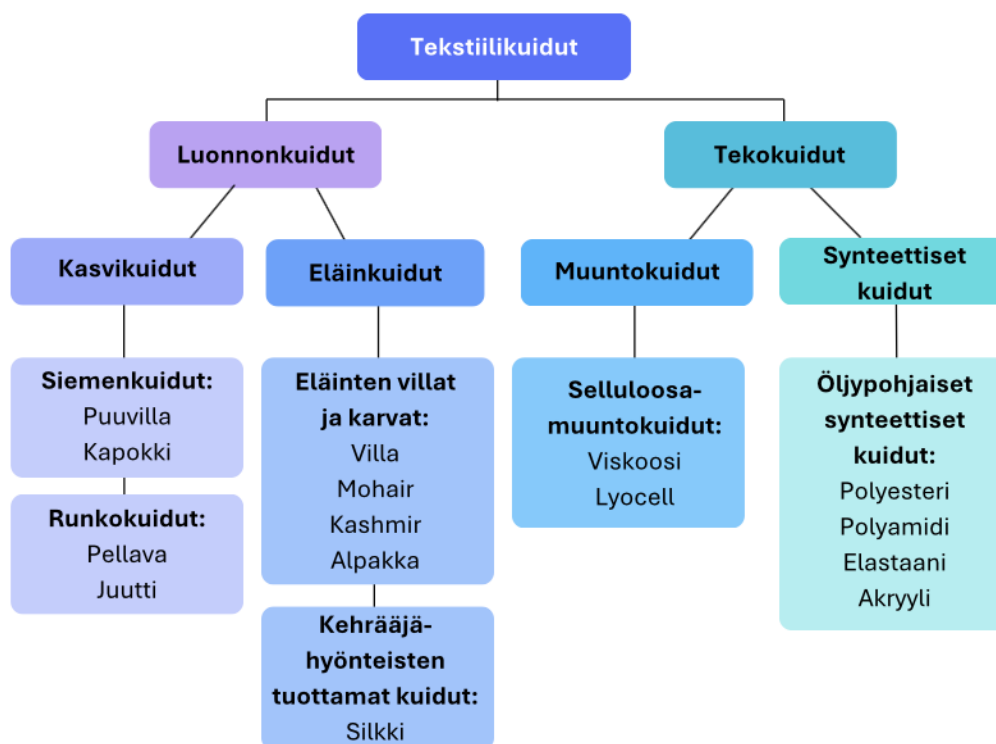 Tekstiilikuidut
Luonnonkuidut
Tekokuidut
Kasvikuidut
Eläinkuidut
Muuntokuidut
Synteettiset
kuidut
Siemenkuidut:
Puuvilla
Kapokki
Runkokuidut:
Pellava
Juutti
Eläinten villat
ja karvat:
Villa
Mohair
Kashmir
Alpakka
Kehrääjä-
hyönteisten
tuottamat kuidut:
Silkki
Selluloosa-
muuntokuidut:
Viskoosi
Lyocell
Öljypohjaiset
synteettiset
kuidut:
Polyesteri
Polyamidi
Elastaani
Akryyli